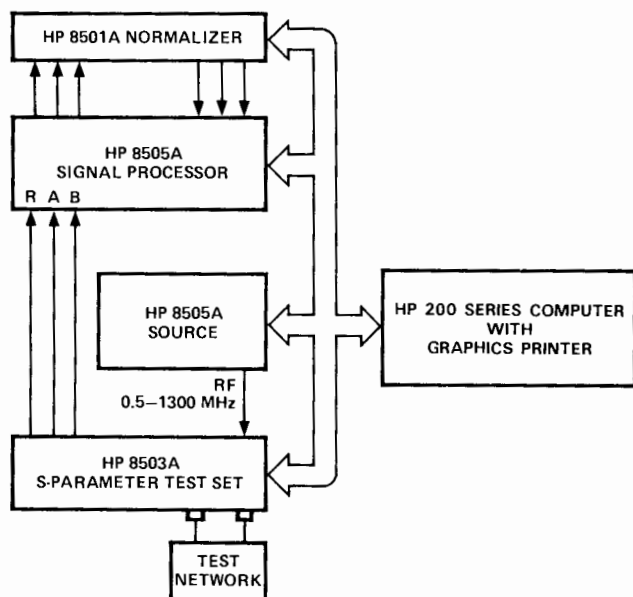 HP 8501A NORMALIZER
HP 8505A
SIGNAL PROCESSOR
R A B
HP 8505A
SOURCE
HP 200 SERIES COMPUTER
WITH
GRAPHICS PRINTER
RF
0.5–1300 MHz
HP 8503A
S-PARAMETER TEST SET
TEST
NETWORK